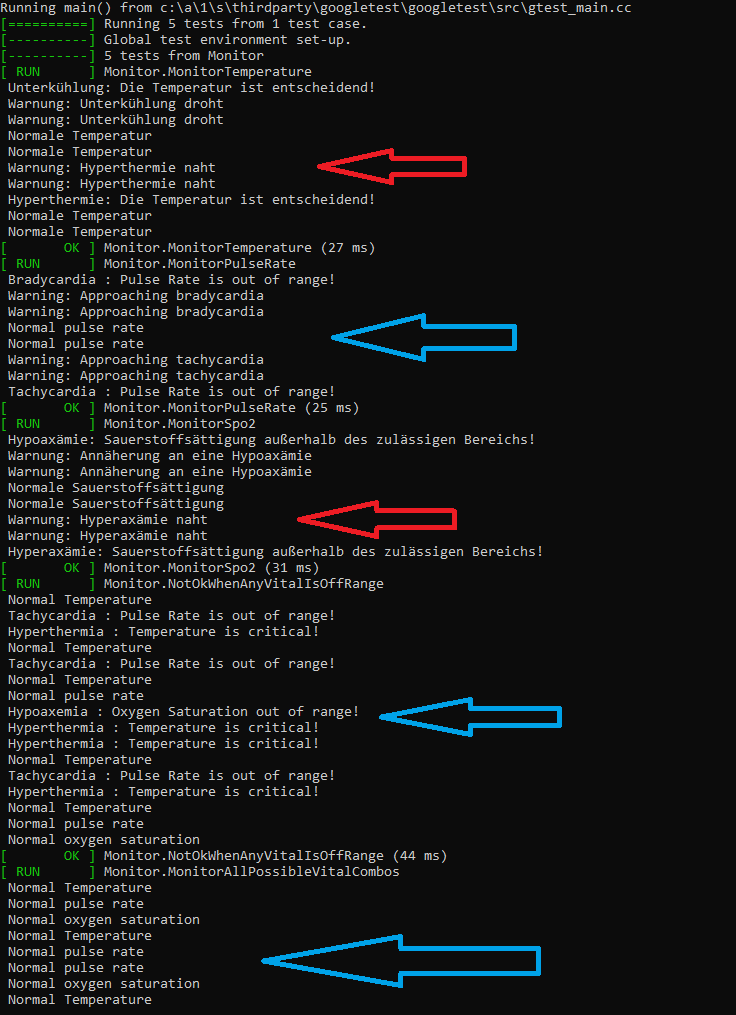 Running main() from c:\a\1\s\thirdparty\googletest\googletest\src\gtest_main.cc
[==========] Running 5 tests from 1 test case.
[----------] Global test environment set-up.
[----------] 5 tests from Monitor
[ RUN      ] Monitor.MonitorTemperature
Unterkühlung: Die Temperatur ist entscheidend!
Warnung: Unterkühlung droht
Warnung: Unterkühlung droht
Normale Temperatur
Normale Temperatur
Warnung: Hyperthermie naht
Warnung: Hyperthermie naht
Hyperthermie: Die Temperatur ist entscheidend!
Normale Temperatur
Normale Temperatur
[       OK ] Monitor.MonitorTemperature (27 ms)
[ RUN      ] Monitor.MonitorPulseRate
Bradycardia : Pulse Rate is out of range!
Warning: Approaching bradycardia
Warning: Approaching bradycardia
Normal pulse rate
Normal pulse rate
Warning: Approaching tachycardia
Warning: Approaching tachycardia
Tachycardia : Pulse Rate is out of range!
[       OK ] Monitor.MonitorPulseRate (25 ms)
[ RUN      ] Monitor.MonitorSpo2
Hypoaxämie: Sauerstoffsättigung außerhalb des zulässigen Bereichs!
Warnung: Annäherung an eine Hypoaxämie
Warnung: Annäherung an eine Hypoaxämie
Normale Sauerstoffsättigung
Normale Sauerstoffsättigung
Warnung: Hyperaxämie naht
Warnung: Hyperaxämie naht
Hyperaxämie: Sauerstoffsättigung außerhalb des zulässigen Bereichs!
[       OK ] Monitor.MonitorSpo2 (31 ms)
[ RUN      ] Monitor.NotOkWhenAnyVitalIsOffRange
Normal Temperature
Tachycardia : Pulse Rate is out of range!
Hyperthermia : Temperature is critical!
Normal Temperature
Tachycardia : Pulse Rate is out of range!
Normal Temperature
Normal pulse rate
Hypoaxemia : Oxygen Saturation out of range!
Hyperthermia : Temperature is critical!
Hyperthermia : Temperature is critical!
Normal Temperature
Tachycardia : Pulse Rate is out of range!
Hyperthermia : Temperature is critical!
Normal Temperature
Normal pulse rate
Normal oxygen saturation
[       OK ] Monitor.NotOkWhenAnyVitalIsOffRange (44 ms)
[ RUN      ] Monitor.MonitorAllPossibleVitalCombos
Normal Temperature
Normal pulse rate
Normal oxygen saturation
Normal Temperature
Normal pulse rate
Normal pulse rate
Normal oxygen saturation
Normal Temperature